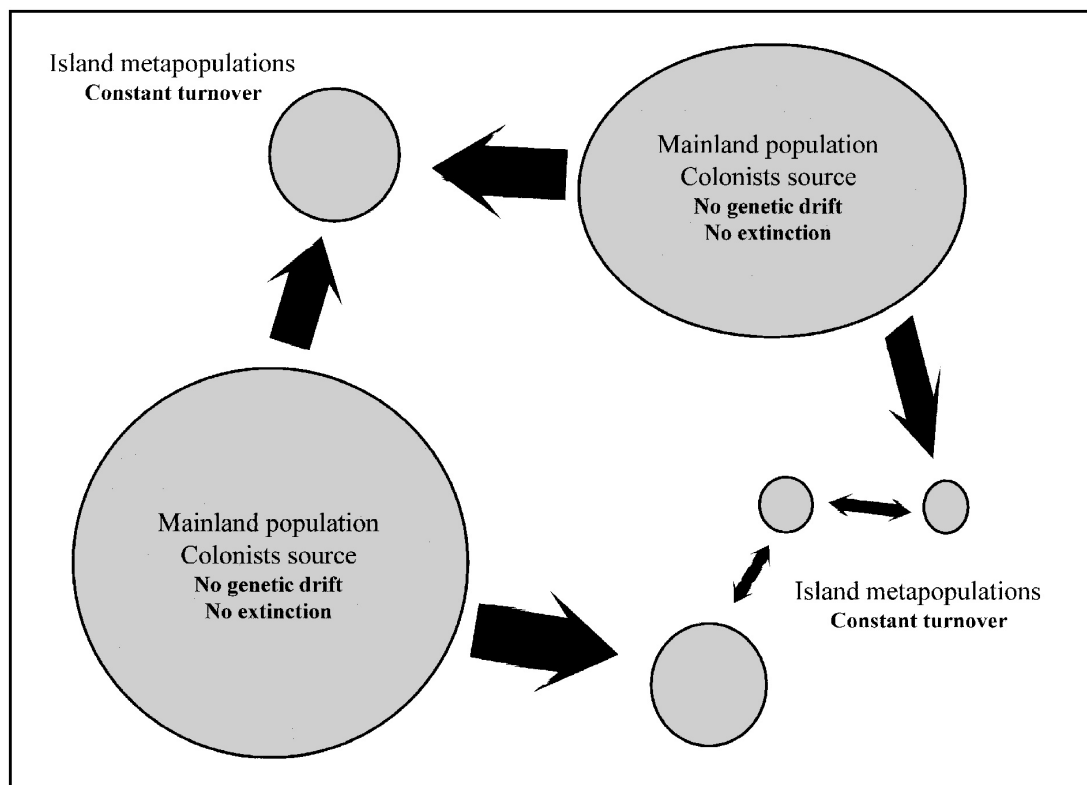 Island metapopulations
Constant turnover
Mainland population
Colonists source
No genetic drift
No extinction
Mainland population
Colonists source
No genetic drift
No extinction
Island metapopulations
Constant turnover